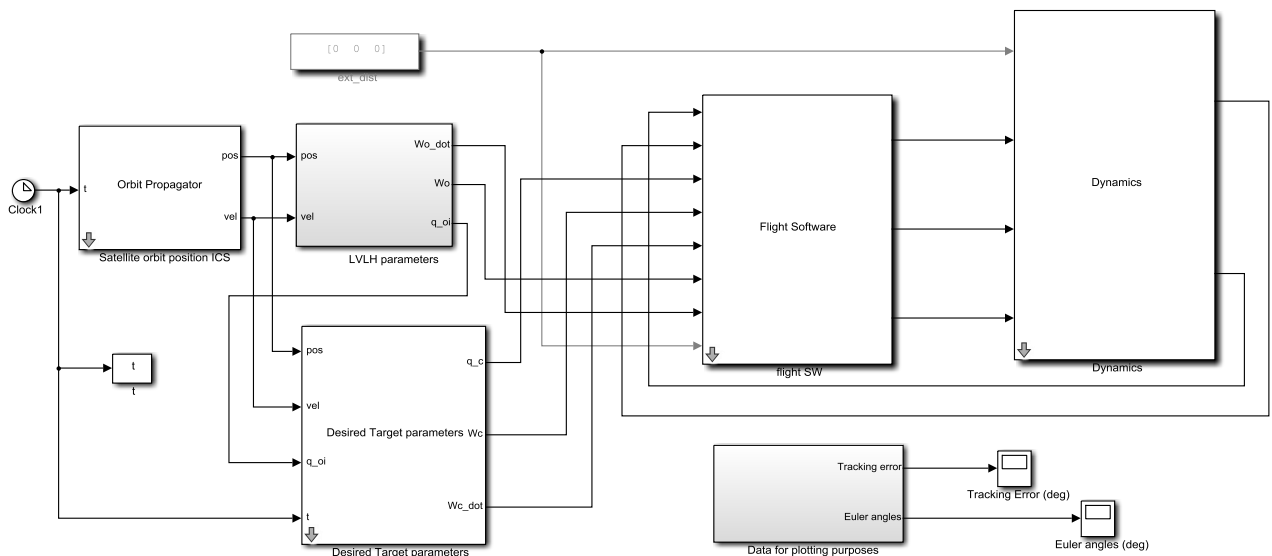 [0 0 0]
ext_dist
pos
Orbit Propagator
t
vel
Satellite orbit position ICS
Clock1
pos
vel
Wo_dot
Wo
q_oi
LVLH parameters
Flight Software
flight SW
Dynamics
Dynamics
t
t
pos
vel
q_oi
t
Desired Target parameters
q_c
Wc
Wc_dot
Desired Target parameters
Tracking error
Euler angles
Data for plotting purposes
Tracking Error (deg)
Euler angles (deg)